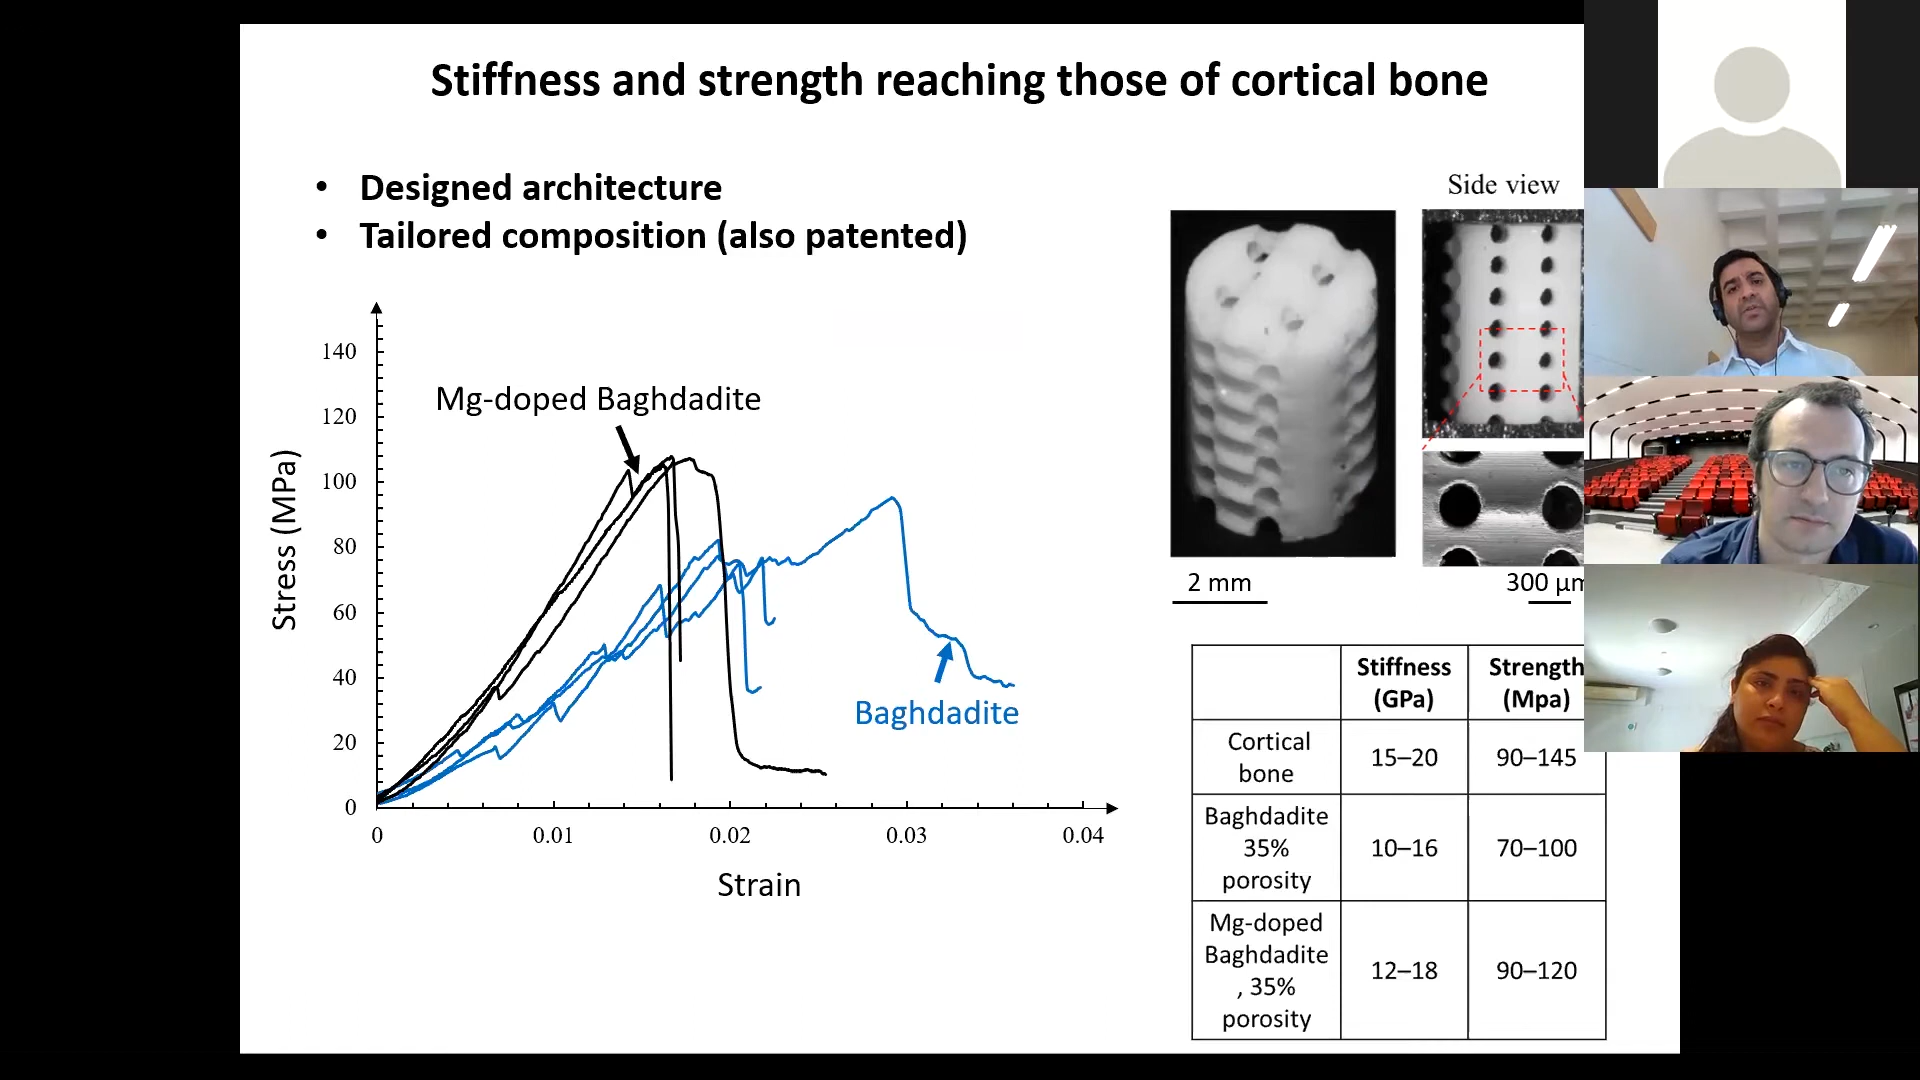 Stiffness and strength reaching those of cortical bone
• Designed architecture
• Tailored composition (also patented)
Side view
140
120
100
80
60
40
20
0
Stress (MPa)
Mg-doped Baghdadite
Baghdadite
0
0.01
0.02
0.03
0.04
Strain
2 mm
300 μm
Stiffness (GPa)
Strength (Mpa)
Cortical bone
15–20
90–145
Baghdadite 35% porosity
10–16
70–100
Mg-doped Baghdadite , 35% porosity
12–18
90–120